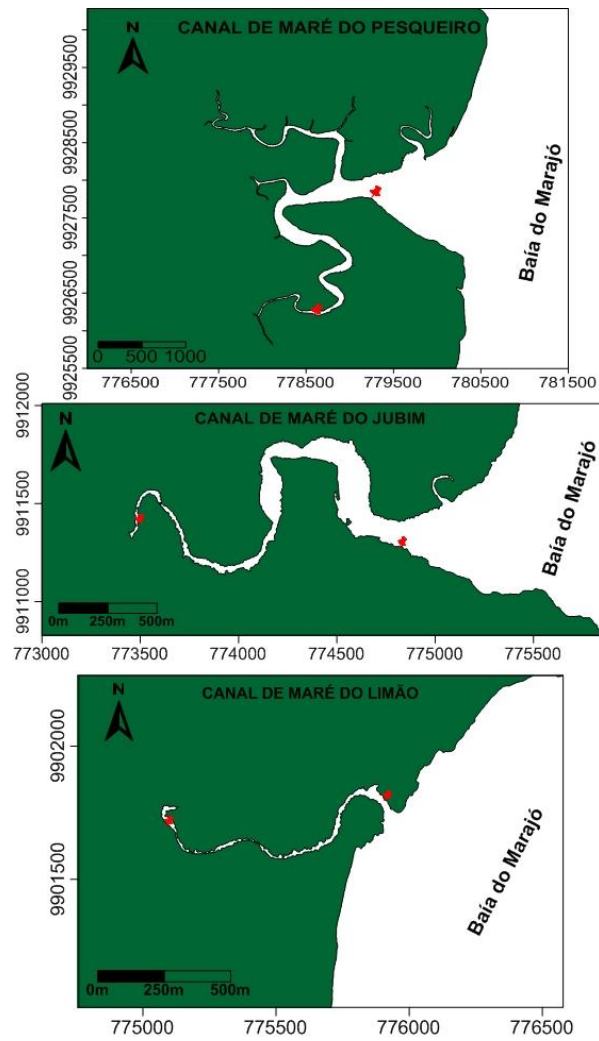 N
CANAL DE MARÉ DO PESQUEIRO
9929500
9928500
9927500
9926500
9925500
Baía do Marajó
0 500 1000
776500 777500 778500 779500 780500 781500
N
CANAL DE MARÉ DO JUBIM
9912000
9911500
9911000
Baía do Marajó
0m 250m 500m
773000 773500 774000 774500 775000 775500
N
CANAL DE MARÉ DO LIMÃO
9902000
9901500
Baía do Marajó
0m 250m 500m
775000 775500 776000 776500